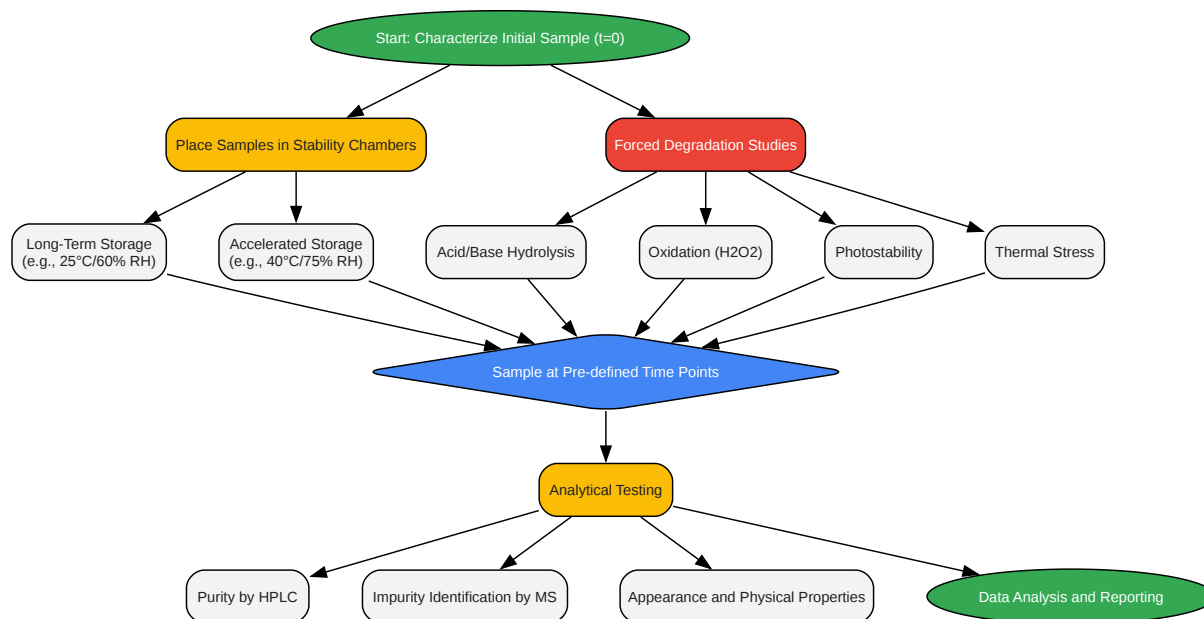 Start: Characterize Initial Sample (t=0)
Place Samples in Stability Chambers
Forced Degradation Studies
Long-Term Storage
(e.g., 25°C/60% RH)
Accelerated Storage
(e.g., 40°C/75% RH)
Acid/Base Hydrolysis
Oxidation (H2O2)
Photostability
Thermal Stress
Sample at Pre-defined Time Points
Analytical Testing
Purity by HPLC
Impurity Identification by MS
Appearance and Physical Properties
Data Analysis and Reporting